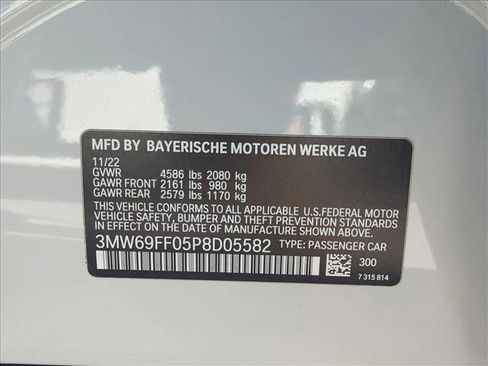 MFD BY BAYERISCHE MOTOREN WERKE AG
11/22
GVWR 4586 lbs 2080 kg
GAWR FRONT 2161 lbs 980 kg
GAWR REAR 2579 lbs 1170 kg
THIS VEHICLE CONFORMS TO ALL APPLICABLE U.S.FEDERAL MOTOR
VEHICLE SAFETY, BUMPER, AND THEFT PREVENTION
STANDARDS IN EFFECT ON THE DATE OF MANUFACTURE SHOWN ABOVE.
3MW69FF05P8D05582 TYPE: PASSENGER CAR
300
7 315 814